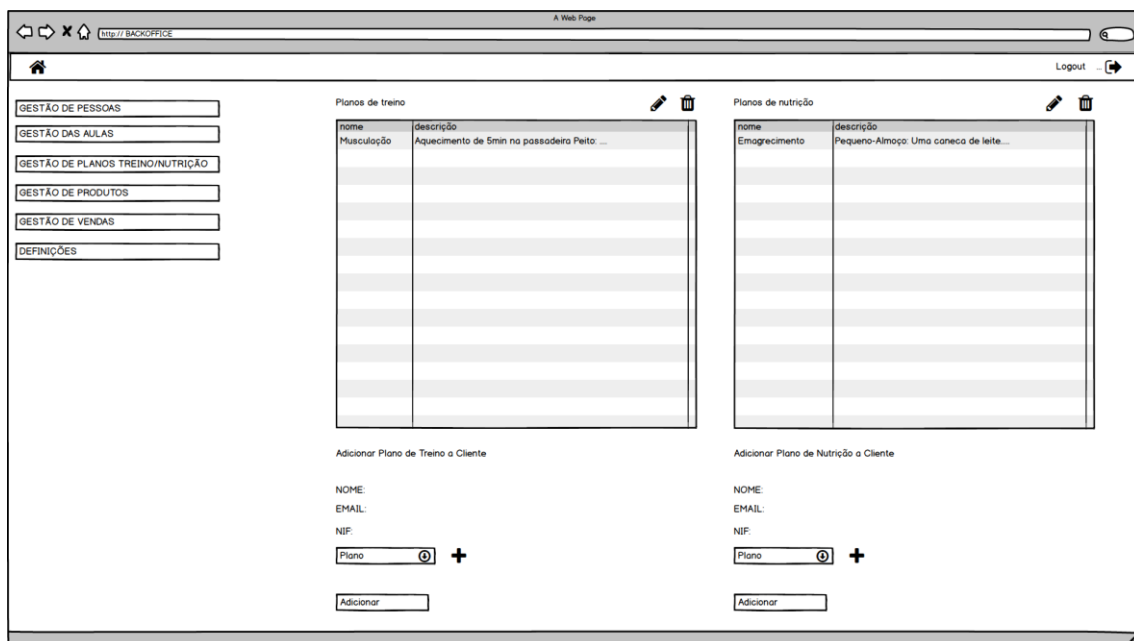 A Web Page
http:// BACKOFFICE
Logout ...
GESTÃO DE PESSOAS
GESTÃO DAS AULAS
GESTÃO DE PLANOS TREINO/NUTRIÇÃO
GESTÃO DE PRODUTOS
GESTÃO DE VENDAS
DEFINIÇÕES
Planos de treino
nome descrição
Musculação Aquecimento de 5min na passadeira Peito: ...
Adicionar Plano de Treino a Cliente
NOME:
EMAIL:
NIF:
Plano
Adicionar
Planos de nutrição
nome descrição
Emagrecimento Pequeno-Almoço: Uma caneca de leite....
Adicionar Plano de Nutrição a Cliente
NOME:
EMAIL:
NIF:
Plano
Adicionar